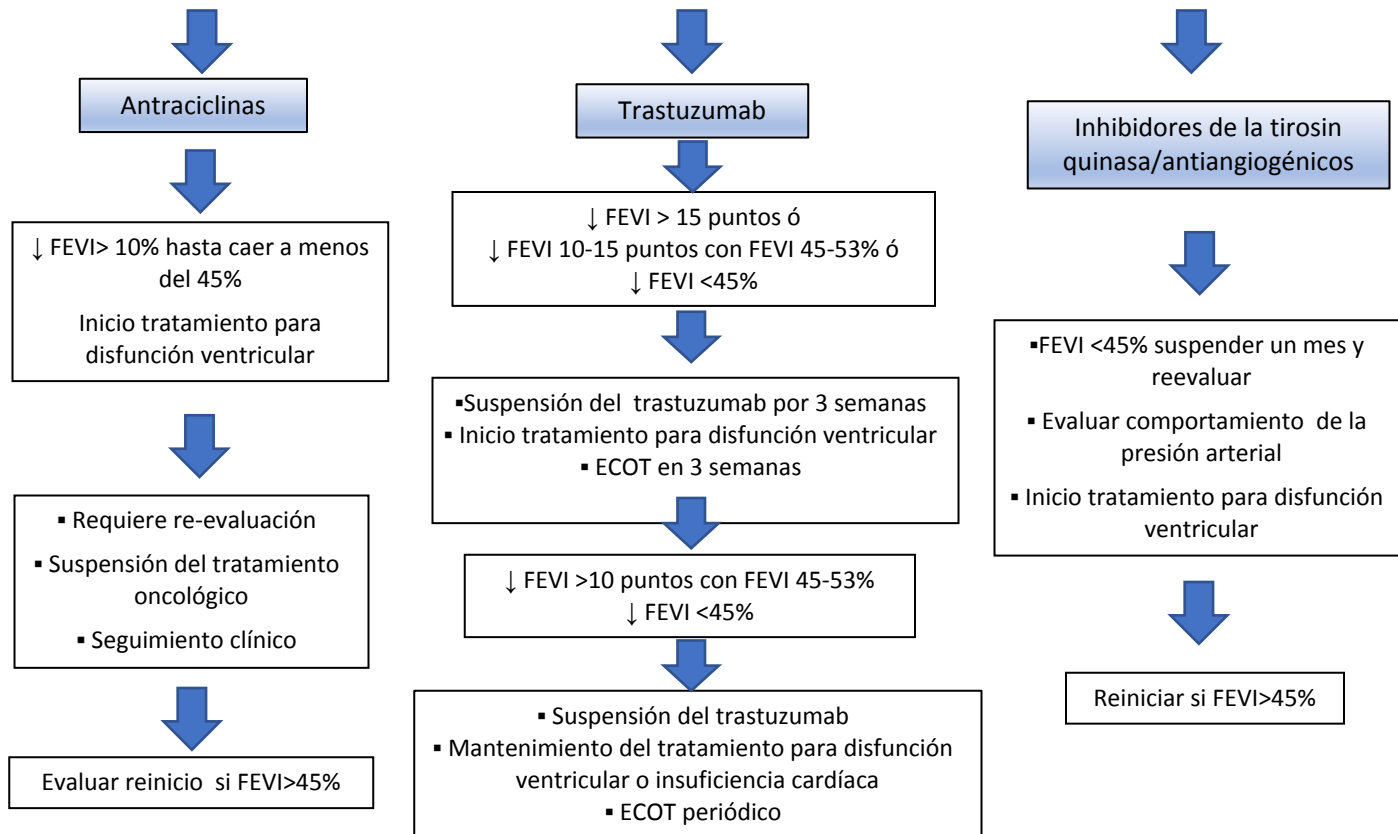 Antraciclinas
↓ FEVI> 10% hasta caer a menos
del 45%
Inicio tratamiento para
disfunción ventricular
▪ Requiere re-evaluación
▪ Suspensión del tratamiento
oncológico
▪ Seguimiento clínico
Evaluar reinicio si FEVI>45%
Trastuzumab
↓ FEVI > 15 puntos ó
↓ FEVI 10-15 puntos con FEVI 45-53% ó
↓ FEVI <45%
▪Suspensión del trastuzumab por 3 semanas
▪ Inicio tratamiento para disfunción ventricular
▪ ECOT en 3 semanas
↓ FEVI >10 puntos con FEVI 45-53%
↓ FEVI <45%
▪ Suspensión del trastuzumab
▪ Mantenimiento del tratamiento para disfunción
ventricular o insuficiencia cardíaca
▪ ECOT periódico
Inhibidores de la tirosin
quinasa/antiangiogénicos
▪FEVI <45% suspender un mes y
reevaluar
▪ Evaluar comportamiento de la
presión arterial
▪ Inicio tratamiento para disfunción
ventricular
Reiniciar si FEVI>45%